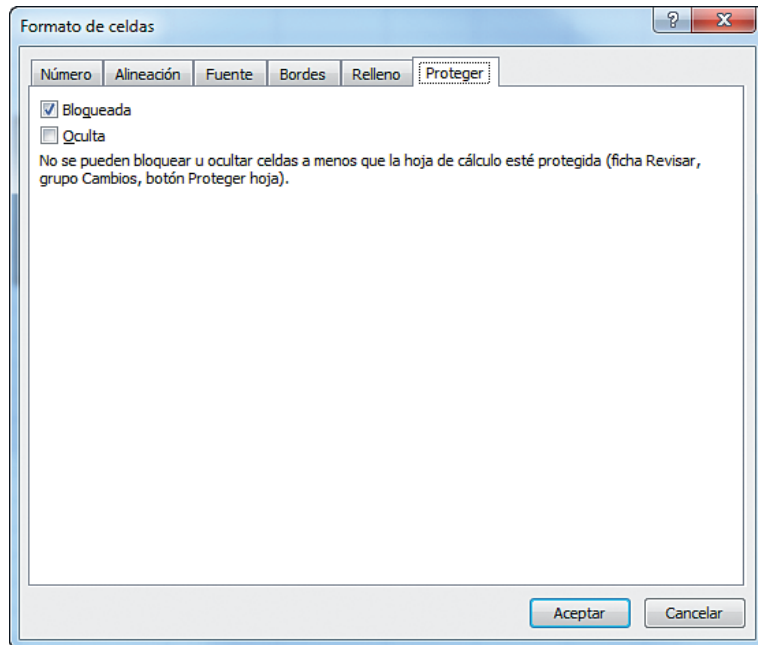 Formato de celdas
Número Alineación Fuente Bordes Relleno Proteger
Bloqueada
Oculta
No se pueden bloquear u ocultar celdas a menos que la hoja de cálculo esté protegida (ficha Revisar,
grupo Cambios, botón Proteger hoja).
Aceptar Cancelar